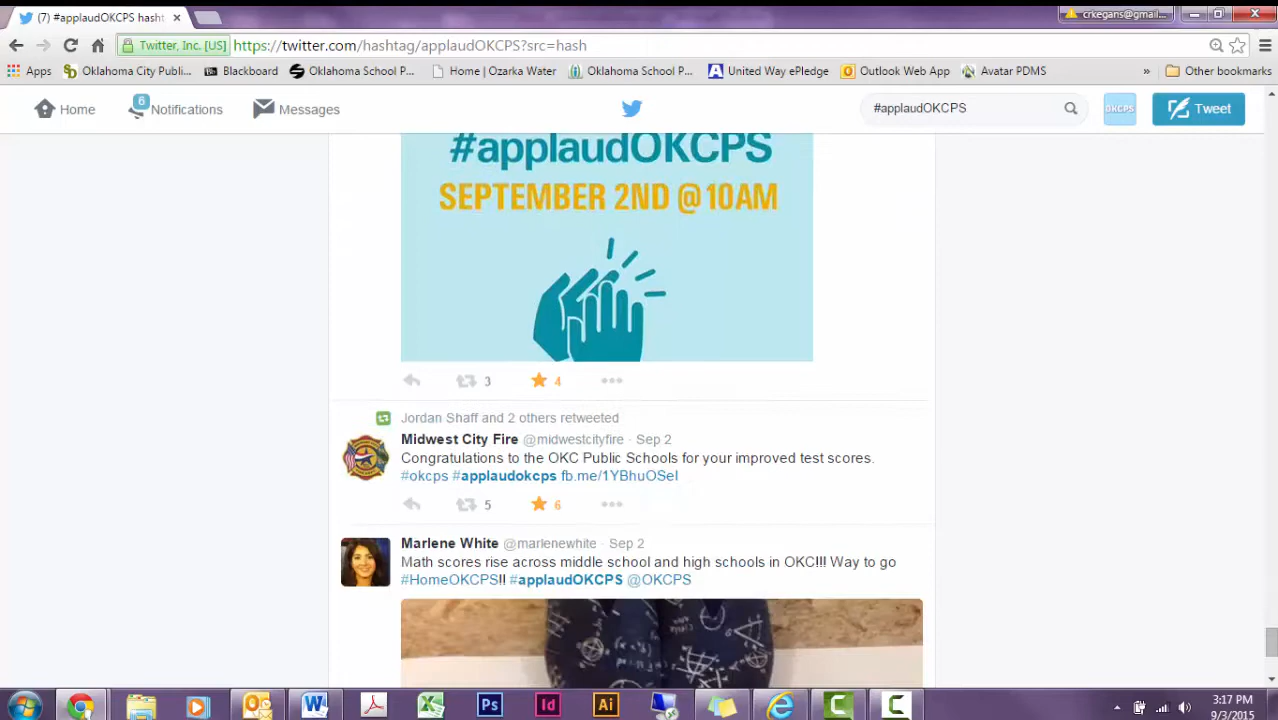 (7) #applaudOKCPS hasht
crkegans@gmail...
Twitter, Inc. [US] https://twitter.com/hashtag/applaudOKCPS?src=hash
Apps Oklahoma City Publi... Blackboard Oklahoma School P... Home | Ozarka Water Oklahoma School P... United Way ePledge Outlook Web App Avatar PDMS » Other bookmarks
Home 6 Notifications Messages #applaudOKCPS OKCPS Tweet
#applaudOKCPS
SEPTEMBER 2ND @ 10AM
3 4
Jordan Shaff and 2 others retweeted
Midwest City Fire @midwestcityfire · Sep 2
Congratulations to the OKC Public Schools for your improved test scores.
#okcps #applaudokcps fb.me/1YBhuOSeI
5 6
Marlene White @marlenewhite · Sep 2
Math scores rise across middle school and high schools in OKC!!! Way to go
#HomeOKCPS!! #applaudOKCPS @OKCPS
Ps Id Ai
3:17 PM
9/3/2015